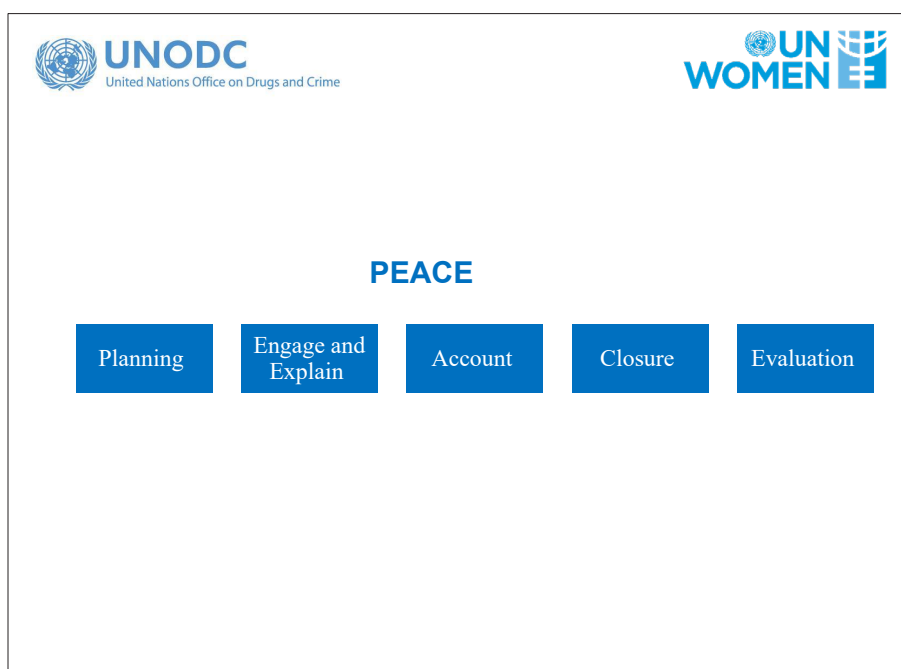 UNODC
United Nations Office on Drugs and Crime
UN
WOMEN
PEACE
Planning
Engage and
Explain
Account
Closure
Evaluation